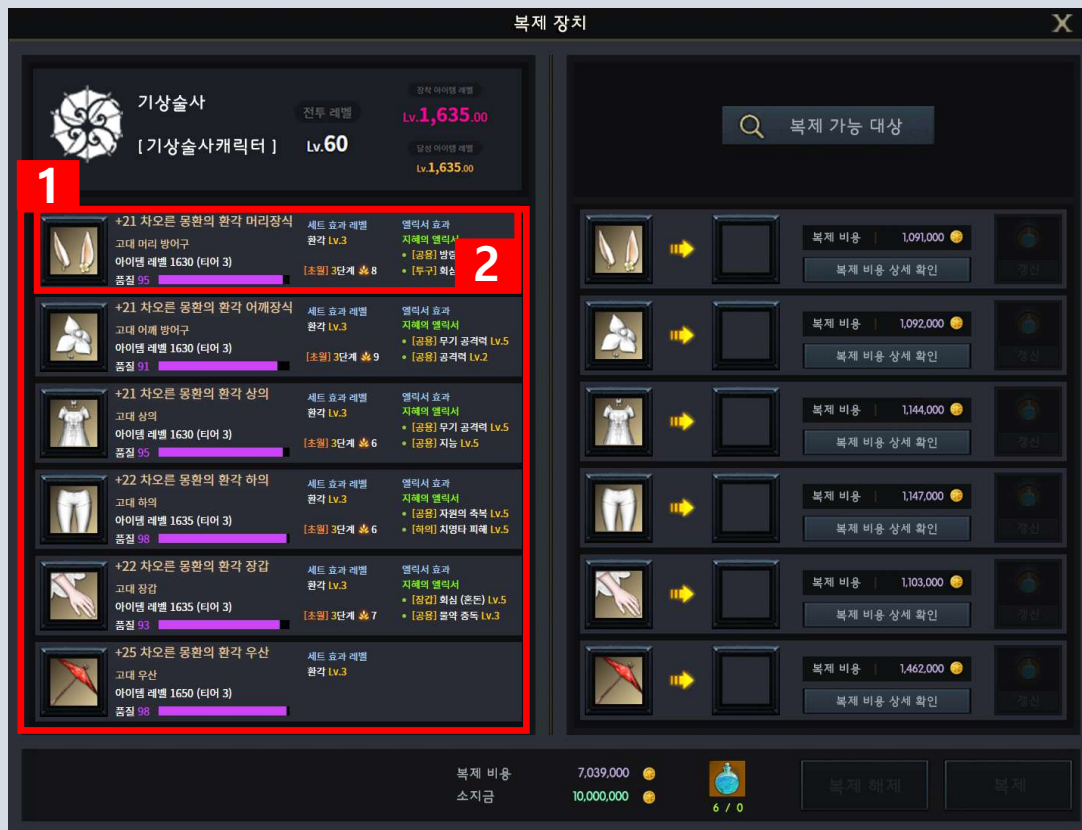 복제 장치
X
기상술사
[ 기상술사캐릭터 ]
전투 레벨
Lv.60
장착 아이템 레벨
Lv.1,635.00
달성 아이템 레벨
Lv.1,635.00
복제 가능 대상
1
+21 차오른 몽환의 환각 머리장식
고대 머리 방어구
아이템 레벨 1630 (티어 3)
품질 95
세트 효과 레벨
환각 Lv.3
[초월] 3단계 8
엘릭서 효과
지혜의 엘릭서
• [공용]
• [투구] 회심
2
복제 비용 | 1,091,000
복제 비용 상세 확인
갱신
+21 차오른 몽환의 환각 어깨장식
고대 어깨 방어구
아이템 레벨 1630 (티어 3)
품질 91
세트 효과 레벨
환각 Lv.3
[초월] 3단계 9
엘릭서 효과
지혜의 엘릭서
• [공용] 무기 공격력 Lv.5
• [공용] 공격력 Lv.2
복제 비용 | 1,092,000
복제 비용 상세 확인
갱신
+21 차오른 몽환의 환각 상의
고대 상의
아이템 레벨 1630 (티어 3)
품질 95
세트 효과 레벨
환각 Lv.3
[초월] 3단계 6
엘릭서 효과
지혜의 엘릭서
• [공용] 무기 공격력 Lv.5
• [공용] 지능 Lv.5
복제 비용 | 1,144,000
복제 비용 상세 확인
갱신
+22 차오른 몽환의 환각 하의
고대 하의
아이템 레벨 1635 (티어 3)
품질 98
세트 효과 레벨
환각 Lv.3
[초월] 3단계 6
엘릭서 효과
지혜의 엘릭서
• [공용] 자원의 축복 Lv.5
• [하의] 치명타 피해 Lv.5
복제 비용 | 1,147,000
복제 비용 상세 확인
갱신
+22 차오른 몽환의 환각 장갑
고대 장갑
아이템 레벨 1635 (티어 3)
품질 93
세트 효과 레벨
환각 Lv.3
[초월] 3단계 7
엘릭서 효과
지혜의 엘릭서
• [장갑] 회심 (혼돈) Lv.5
• [공용] 물약 중독 Lv.3
복제 비용 | 1,103,000
복제 비용 상세 확인
갱신
+25 차오른 몽환의 환각 우산
고대 우산
아이템 레벨 1650 (티어 3)
품질 98
세트 효과 레벨
환각 Lv.3
복제 비용 | 1,462,000
복제 비용 상세 확인
갱신
복제 비용 7,039,000
소지금 10,000,000
6 / 0
복제 해제
복제